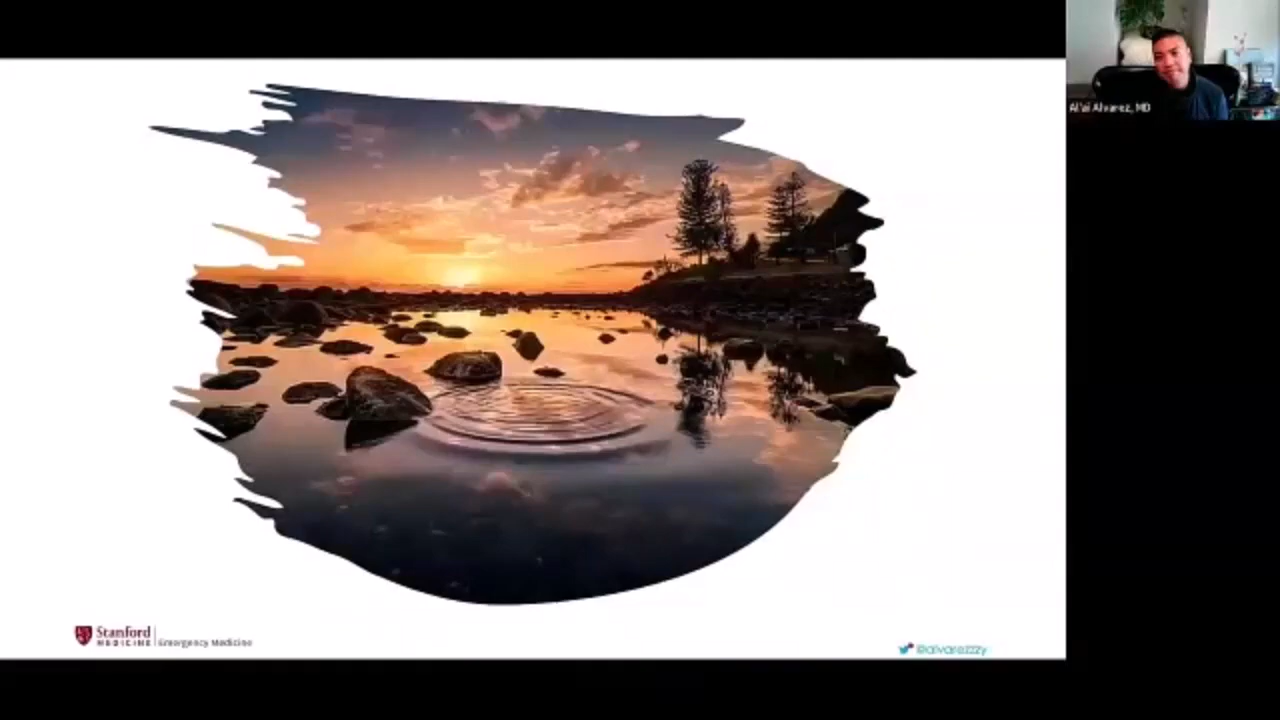 Al'ai Alvarez, MD
Stanford
MEDICINE
Emergency Medicine
@alvarezzzy